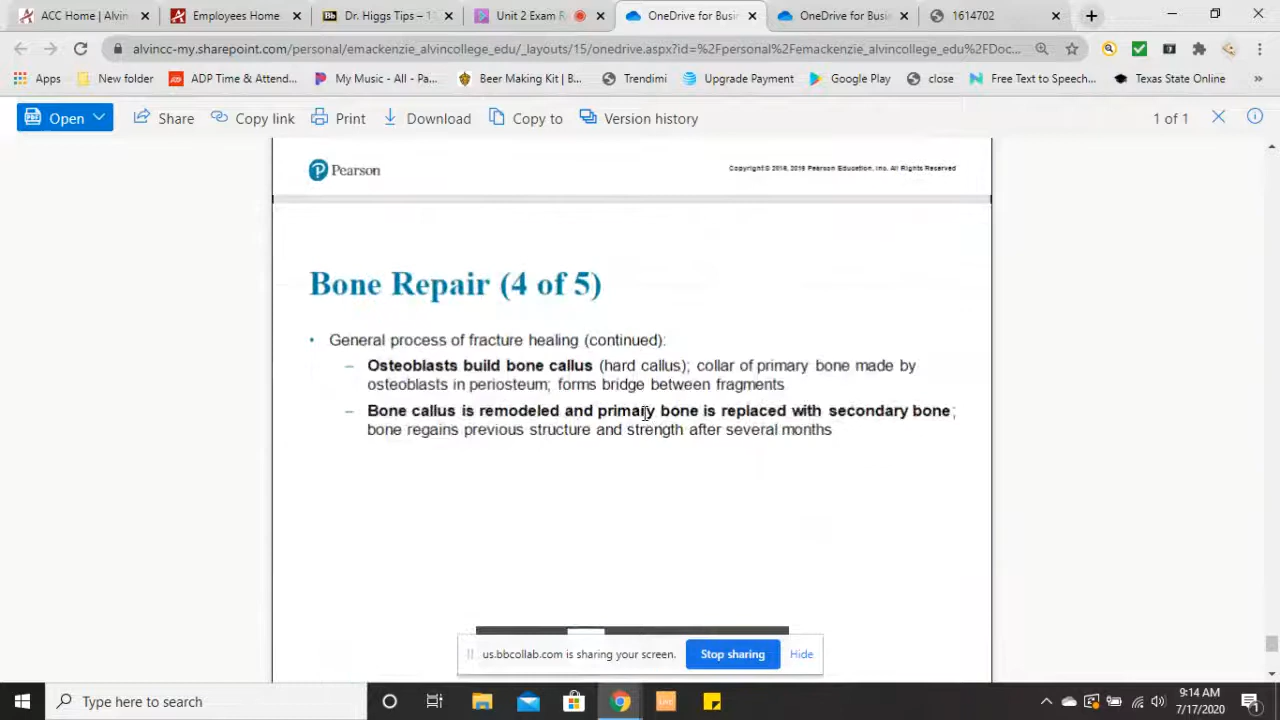 ACC Home | Alvin
Employees Home
Dr. Higgs Tips – 1
Unit 2 Exam R
OneDrive for Busi
OneDrive for Busi
1614702
alvincc-my.sharepoint.com/personal/emackenzie_alvincollege_edu/_layouts/15/onedrive.aspx?id=%2Fpersonal%2Femackenzie_alvincollege_edu%2FDoc...
Apps
New folder
ADP Time & Attend...
My Music - All - Pa...
Beer Making Kit | B...
Trendimi
Upgrade Payment
Google Play
close
Free Text to Speech...
Texas State Online
»
Open
Share
Copy link
Print
Download
Copy to
Version history
1 of 1
Pearson
Copyright © 2016, 2019 Pearson Education, Inc. All Rights Reserved
Bone Repair (4 of 5)
• General process of fracture healing (continued):
– Osteoblasts build bone callus (hard callus); collar of primary bone made by
osteoblasts in periosteum; forms bridge between fragments
– Bone callus is remodeled and primary bone is replaced with secondary bone;
bone regains previous structure and strength after several months
us.bbcollab.com is sharing your screen.
Stop sharing
Hide
Type here to search
9:14 AM
7/17/2020